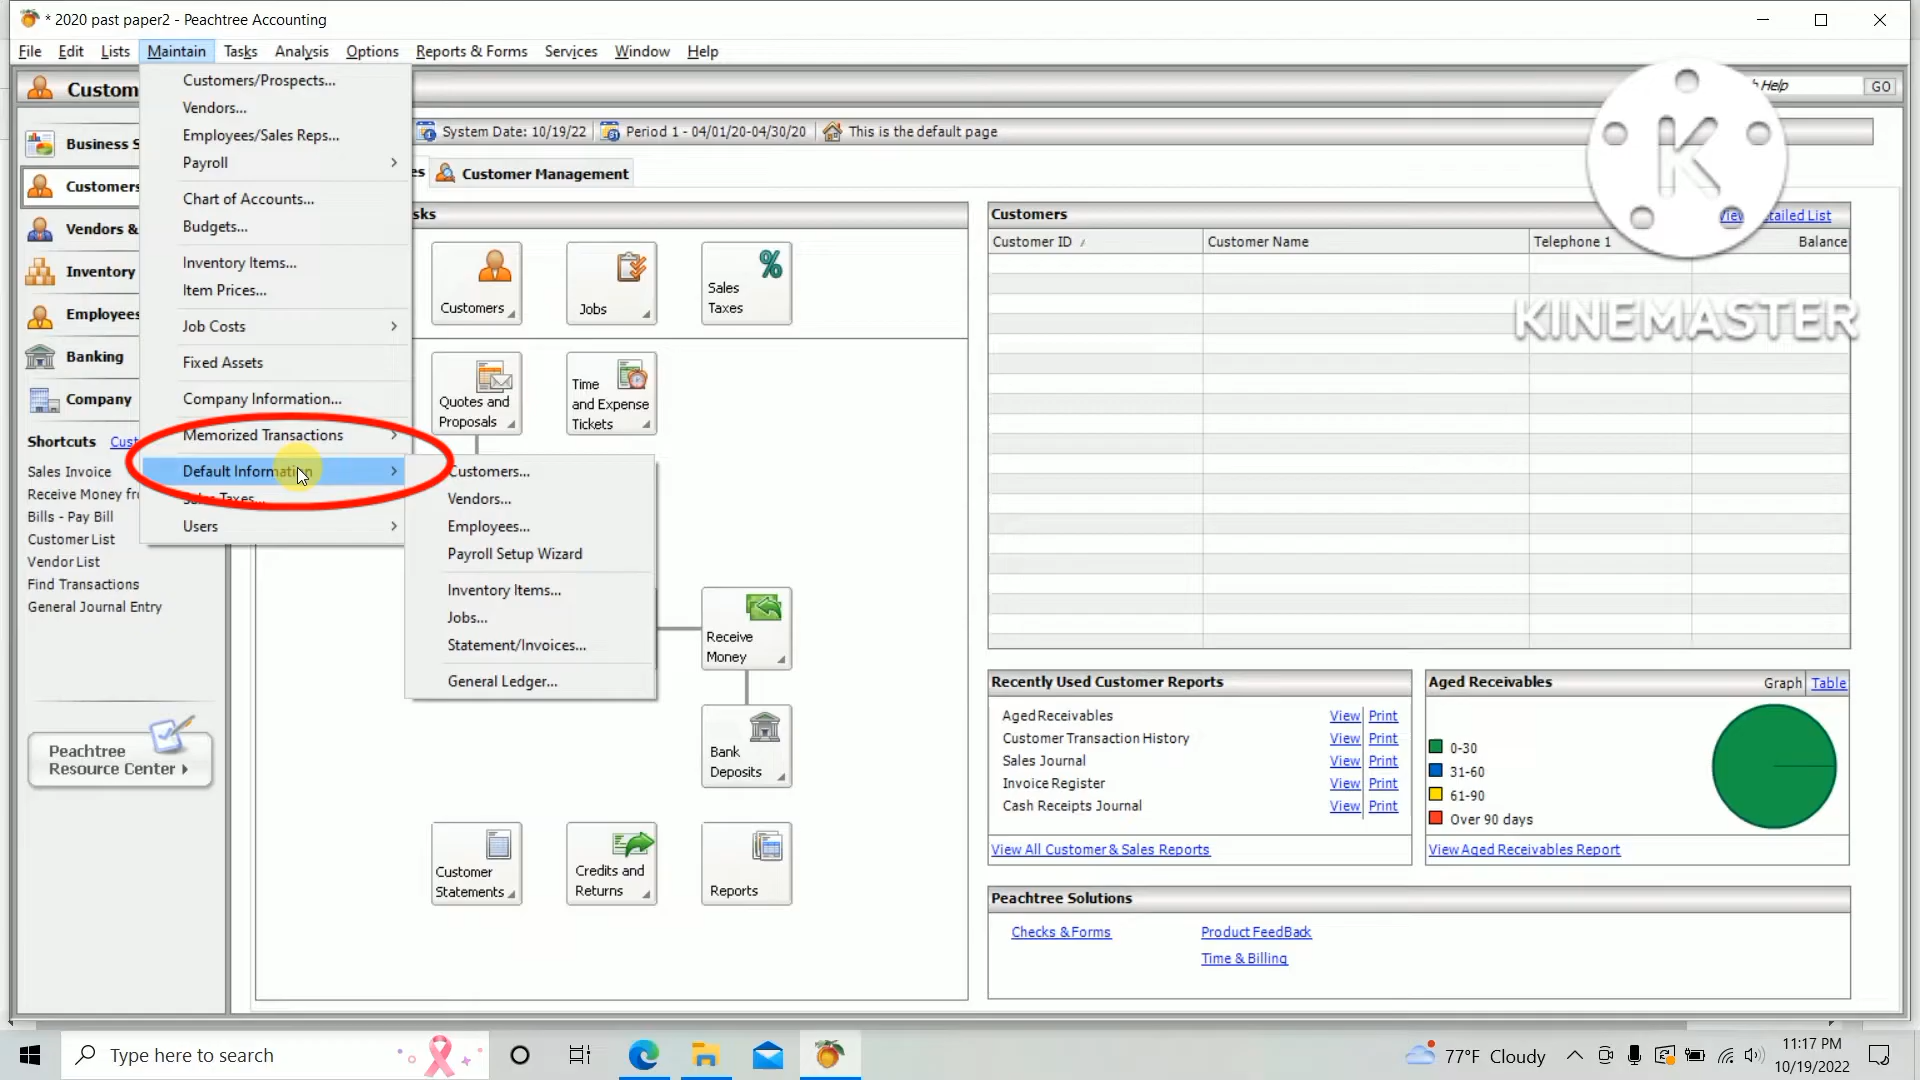 * 2020 past paper2 - Peachtree Accounting
File Edit Lists Maintain Tasks Analysis Options Reports & Forms Services Window Help
Custom
Help
GO
Customers/Prospects...
Vendors...
Employees/Sales Reps...
Payroll
Chart of Accounts...
Budgets...
Inventory Items...
Item Prices...
Job Costs
Fixed Assets
Company Information...
Memorized Transactions
Default Information
Sales Taxes...
Users
Customers...
Vendors...
Employees...
Payroll Setup Wizard
Inventory Items...
Jobs...
Statement/Invoices...
General Ledger...
System Date: 10/19/22
Period 1 - 04/01/20-04/30/20
This is the default page
Customer Management
Business S
Customers
Vendors &
Inventory
Employees
Banking
Company
Shortcuts Cust
Sales Invoice
Receive Money fr
Bills - Pay Bill
Customer List
Vendor List
Find Transactions
General Journal Entry
Peachtree
Resource Center
sks
Customers
Jobs
Sales
Taxes
Quotes and
Proposals
Time
and Expense
Tickets
Receive
Money
Bank
Deposits
Customer
Statements
Credits and
Returns
Reports
Customers
View Detailed List
Customer ID / Customer Name Telephone 1 Balance
K
KINEMASTER
Recently Used Customer Reports
Aged Receivables View Print
Customer Transaction History View Print
Sales Journal View Print
Invoice Register View Print
Cash Receipts Journal View Print
View All Customer & Sales Reports
Aged Receivables Graph Table
0-30
31-60
61-90
Over 90 days
View Aged Receivables Report
Peachtree Solutions
Checks & Forms Product FeedBack
Time & Billing
Type here to search
77°F Cloudy
11:17 PM
10/19/2022